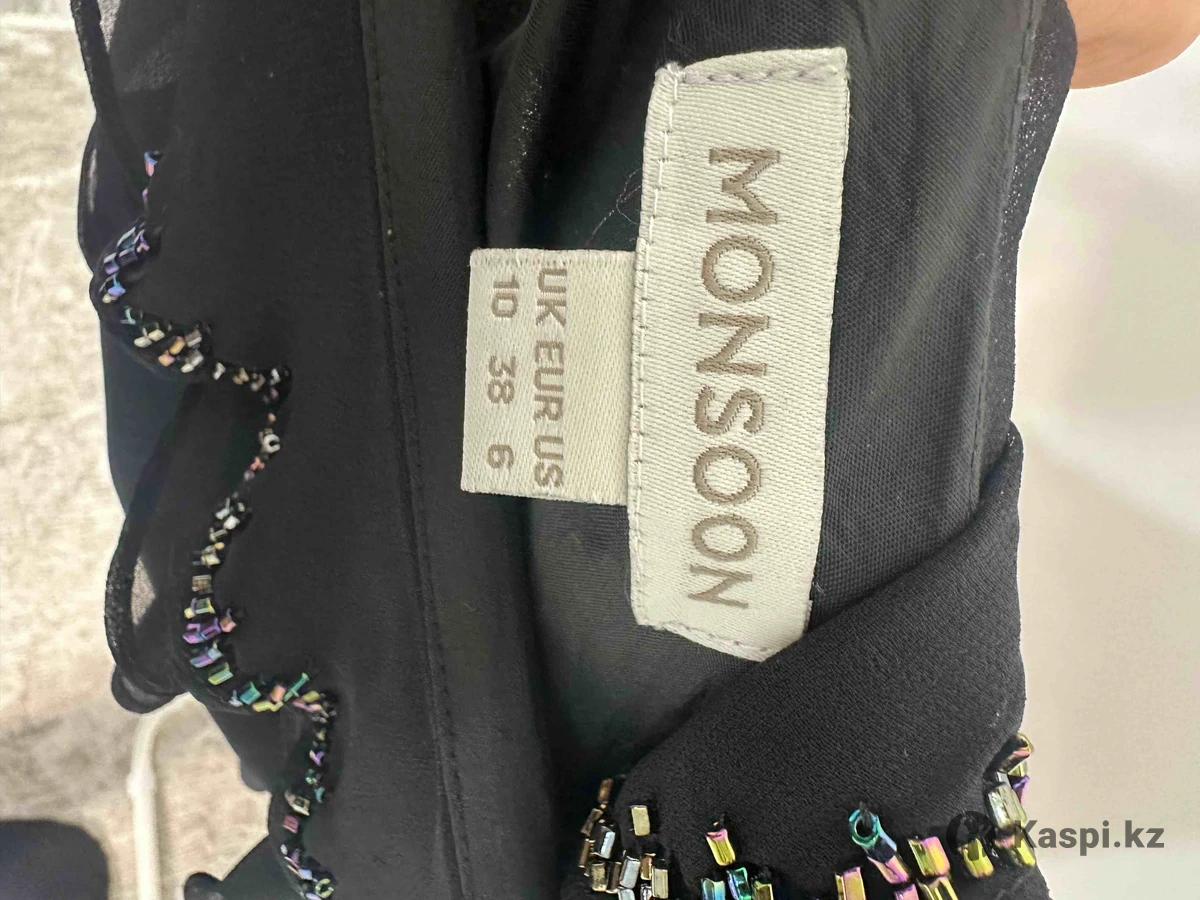 MONSOON
UK EUR US
10 38 6
Kaspi.kz